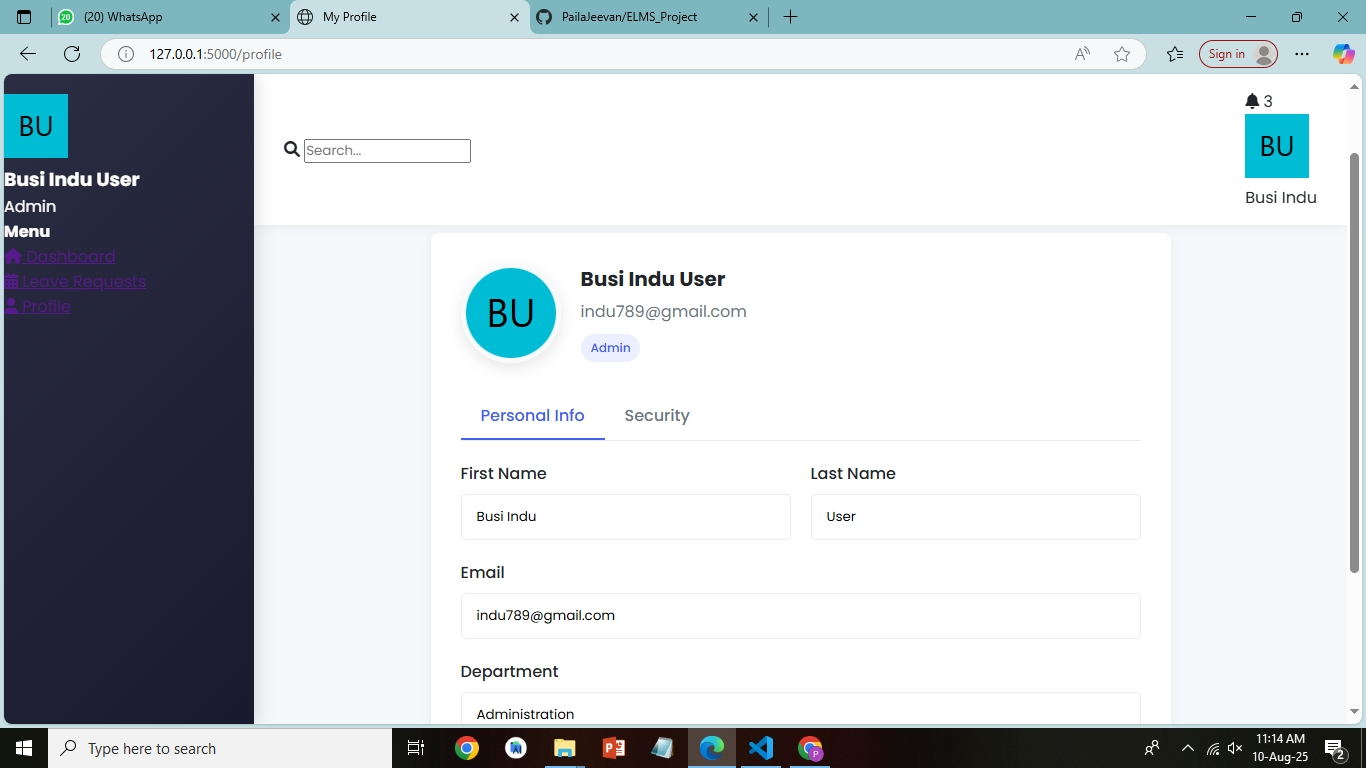 (20) WhatsApp
My Profile
PailaJeevan/ELMS_Project
127.0.0.1:5000/profile
Sign in
BU
Busi Indu User
Admin
Menu
Dashboard
Leave Requests
Profile
Search...
3
BU
Busi Indu
BU
Busi Indu User
indu789@gmail.com
Admin
Personal Info
Security
First Name
Last Name
Busi Indu
User
Email
indu789@gmail.com
Department
Administration
Type here to search
11:14 AM
10-Aug-25
2